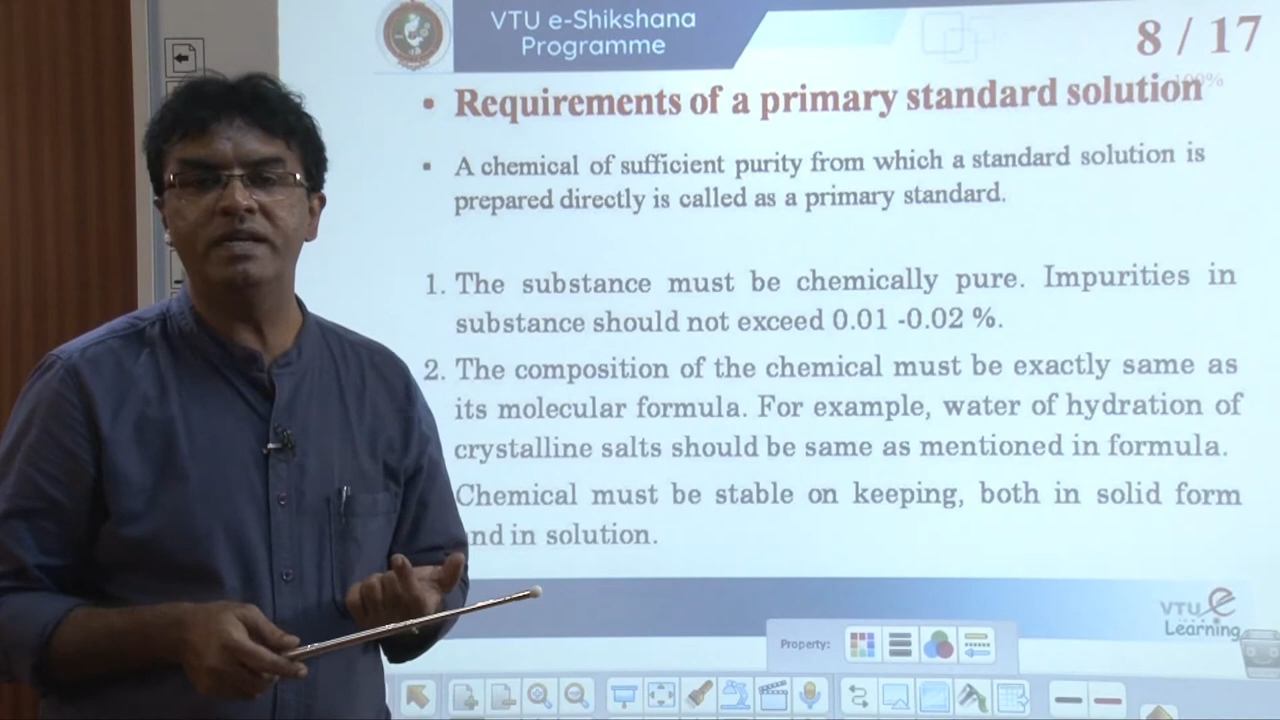 VTU e-Shikshana
Programme
8 / 17
100%
• Requirements of a primary standard solution
▪ A chemical of sufficient purity from which a standard solution is
prepared directly is called as a primary standard.
1. The substance must be chemically pure. Impurities in
substance should not exceed 0.01 -0.02 %.
2. The composition of the chemical must be exactly same as
its molecular formula. For example, water of hydration of
crystalline salts should be same as mentioned in formula.
Chemical must be stable on keeping, both in solid form
nd in solution.
VTU e
Learning
Property: